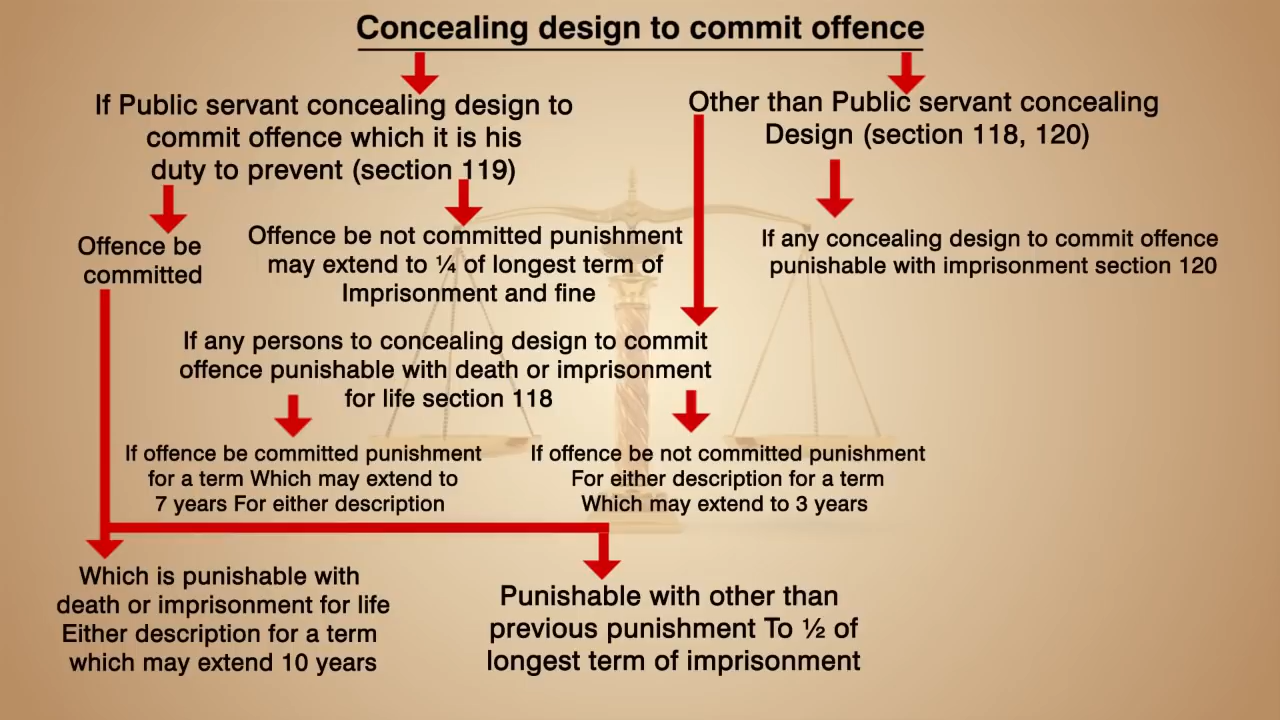 Concealing design to commit offence
If Public servant concealing design to
commit offence which it is his
duty to prevent (section 119)
Other than Public servant concealing
Design (section 118, 120)
Offence be
committed
Offence be not committed punishment
may extend to ¼ of longest term of
Imprisonment and fine
If any concealing design to commit offence
punishable with imprisonment section 120
If any persons to concealing design to commit
offence punishable with death or imprisonment
for life section 118
If offence be committed punishment
for a term Which may extend to
7 years For either description
If offence be not committed punishment
For either description for a term
Which may extend to 3 years
Which is punishable with
death or imprisonment for life
Either description for a term
which may extend 10 years
Punishable with other than
previous punishment To ½ of
longest term of imprisonment